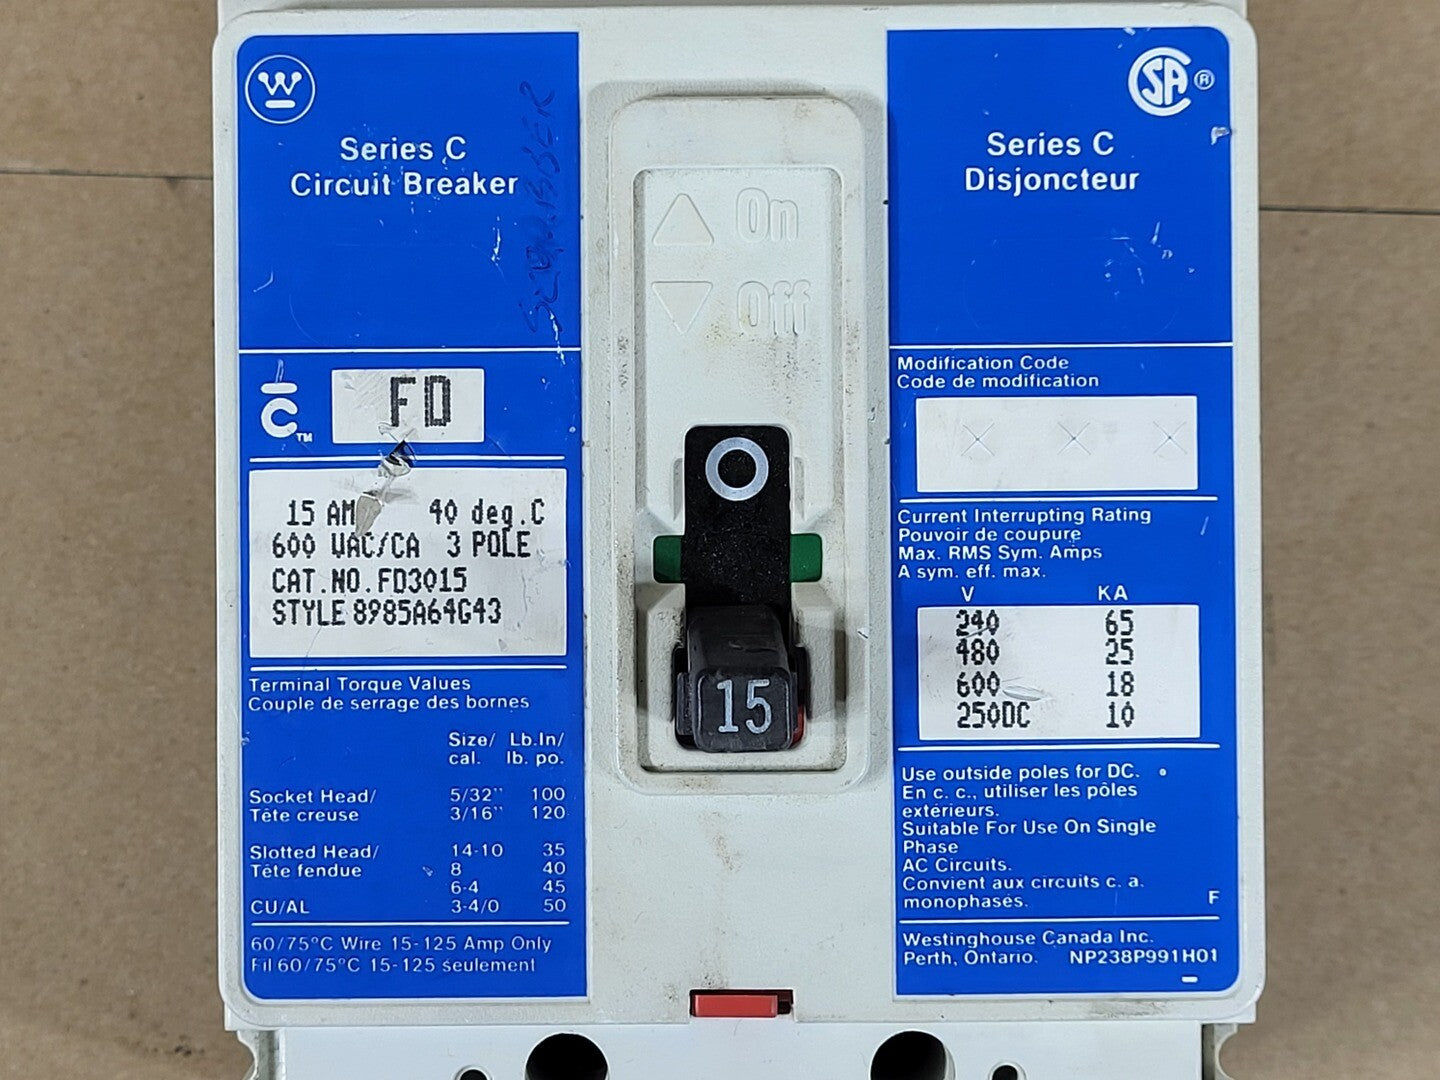 Series C
Circuit Breaker
SCRABBER
C TM
FD
15 AM 40 deg.C
600 VAC/CA 3 POLE
CAT.NO.FD3015
STYLE 8985A64G43
Terminal Torque Values
Couple de serrage des bornes
Size/ Lb.In/
cal. lb. po.
Socket Head/ 5/32'' 100
Tête creuse 3/16'' 120
Slotted Head/ 14-10 35
Tête fendue 8 40
6-4 45
CU/AL 3-4/0 50
60/75°C Wire 15-125 Amp Only
Fil 60/75°C 15-125 seulement
On
Off
15
CSA ®
Series C
Disjoncteur
Modification Code
Code de modification
Current Interrupting Rating
Pouvoir de coupure
Max. RMS Sym. Amps
A sym. eff. max.
V KA
240 65
480 25
600 18
250DC 10
Use outside poles for DC.
En c. c., utiliser les pôles
extérieurs.
Suitable For Use On Single
Phase
AC Circuits.
Convient aux circuits c. a.
monophasés. F
Westinghouse Canada Inc.
Perth, Ontario. NP238P991H01